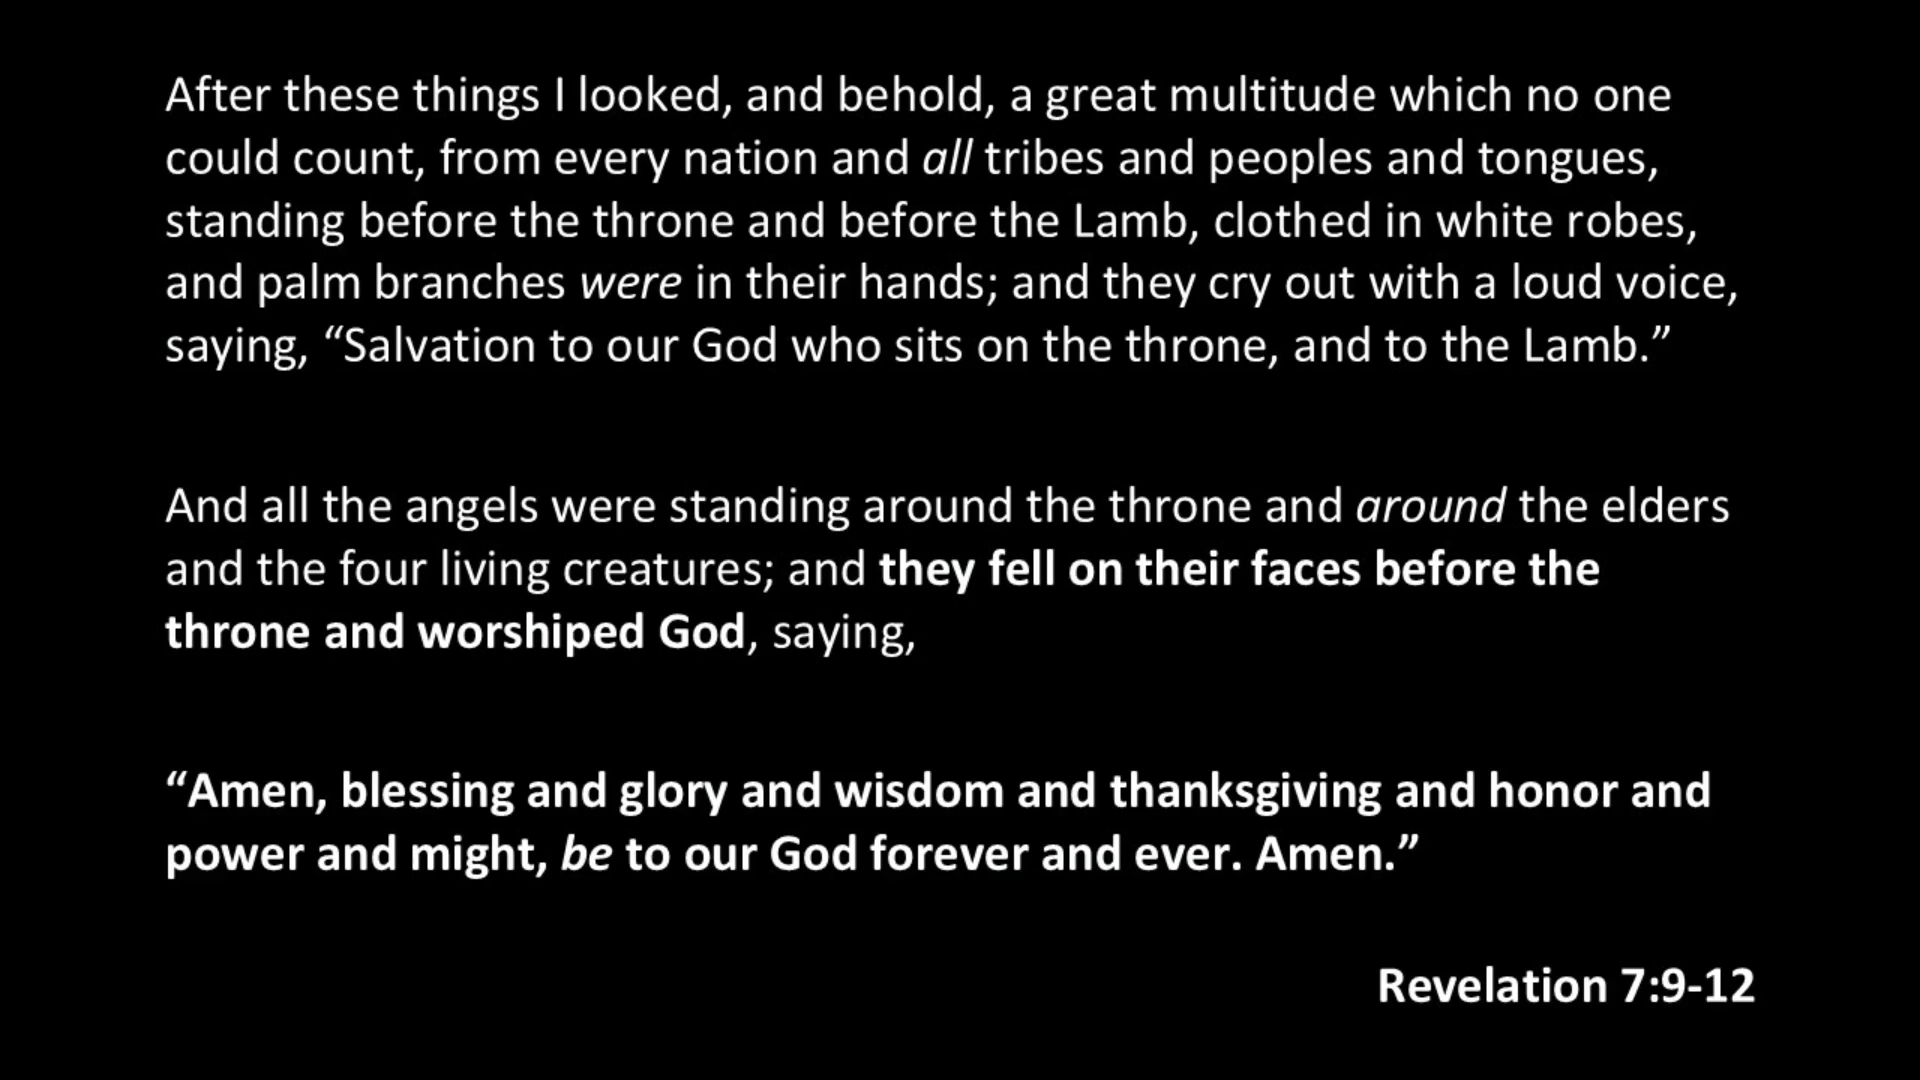 After these things I looked, and behold, a great multitude which no one
could count, from every nation and all tribes and peoples and tongues,
standing before the throne and before the Lamb, clothed in white robes,
and palm branches were in their hands; and they cry out with a loud voice,
saying, “Salvation to our God who sits on the throne, and to the Lamb.”
And all the angels were standing around the throne and around the elders
and the four living creatures; and they fell on their faces before the
throne and worshiped God, saying,
“Amen, blessing and glory and wisdom and thanksgiving and honor and
power and might, be to our God forever and ever. Amen.”
Revelation 7:9-12